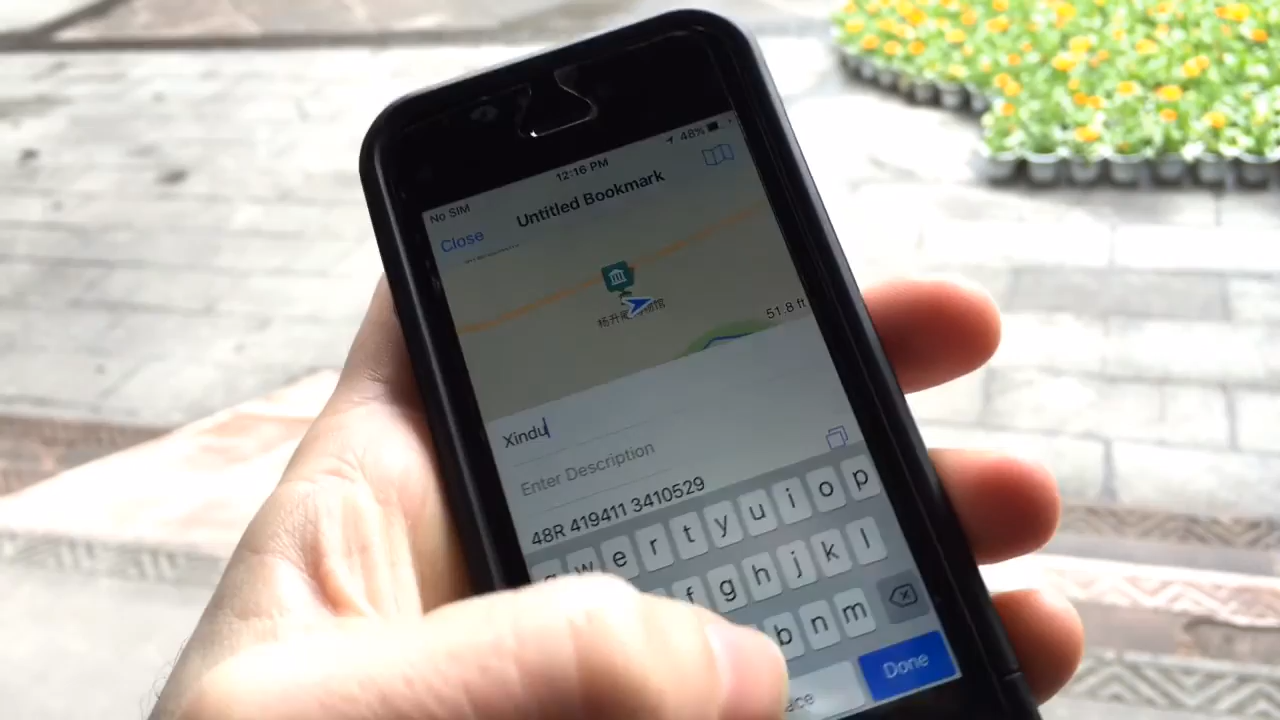 No SIM 12:16 PM 48%
Untitled Bookmark
Close
51.8 ft
Xindu
Enter Description
48R 419411 3410529
w e r t y u i o p
f g h j k l
b n m
Done